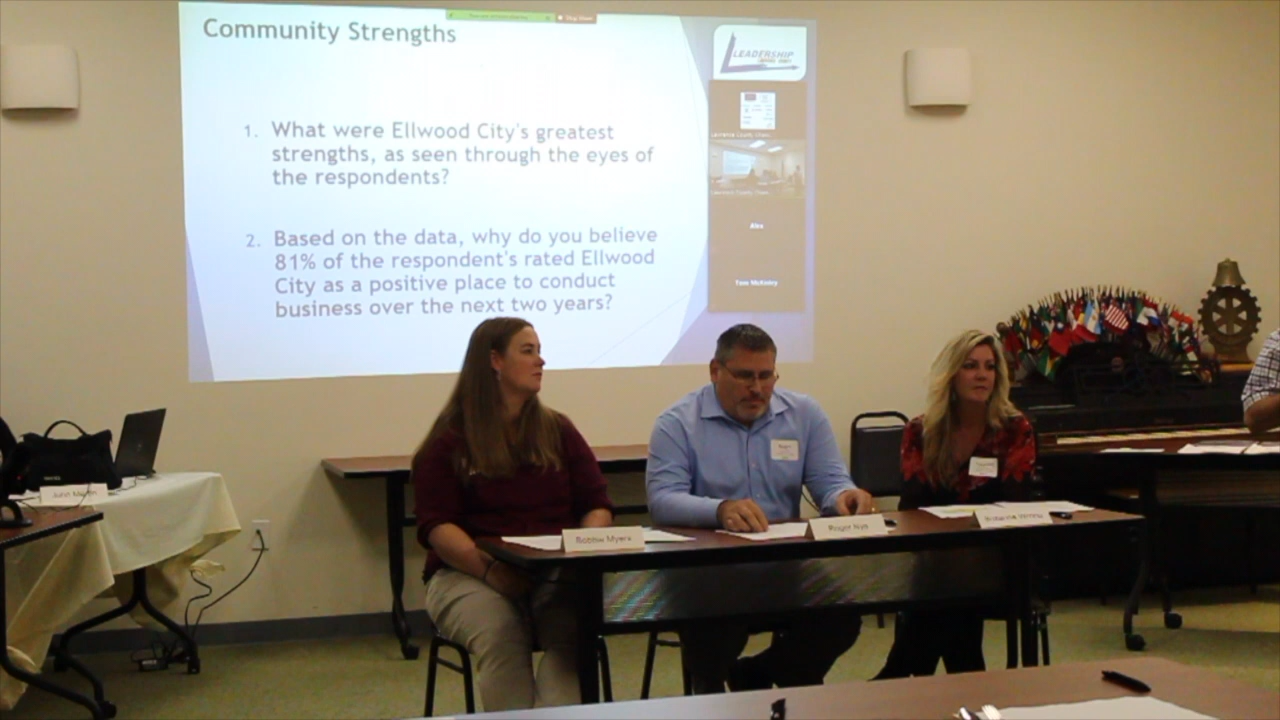 Community Strengths
1. What were Ellwood City's greatest
strengths, as seen through the eyes of
the respondents?
2. Based on the data, why do you believe
81% of the respondent's rated Ellwood
City as a positive place to conduct
business over the next two years?
LEADERSHIP
Alex
Tom McKinley
Bobbie Myers
Roger